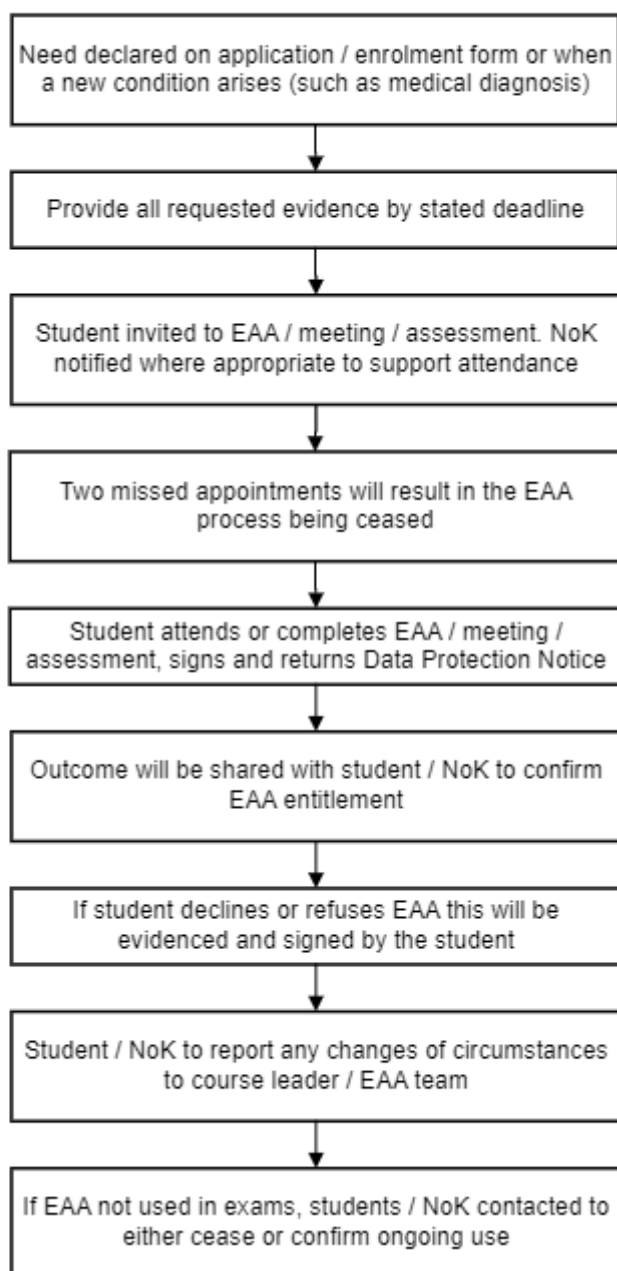 Need declared on application / enrolment form or when
a new condition arises (such as medical diagnosis)
Provide all requested evidence by stated deadline
Student invited to EAA / meeting / assessment. NoK
notified where appropriate to support attendance
Two missed appointments will result in the EAA
process being ceased
Student attends or completes EAA / meeting /
assessment, signs and returns Data Protection Notice
Outcome will be shared with student / NoK to confirm
EAA entitlement
If student declines or refuses EAA this will be
evidenced and signed by the student
Student / NoK to report any changes of circumstances
to course leader / EAA team
If EAA not used in exams, students / NoK contacted to
either cease or confirm ongoing use